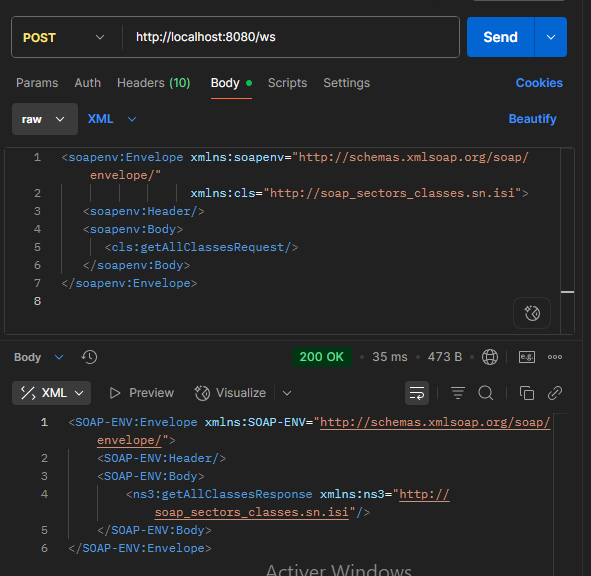 POST http://localhost:8080/ws Send
Params Auth Headers (10) Body Scripts Settings Cookies
raw XML Beautify
1 <soapenv:Envelope xmlns:soapenv="http://schemas.xmlsoap.org/soap/
envelope/"
2 xmlns:cls="http://soap_sectors_classes.sn.isi">
3 <soapenv:Header/>
4 <soapenv:Body>
5 <cls:getAllClassesRequest/>
6 </soapenv:Body>
7 </soapenv:Envelope>
8
Body 200 OK • 35 ms • 473 B e.g.
XML Preview Visualize
1 <SOAP-ENV:Envelope xmlns:SOAP-ENV="http://schemas.xmlsoap.org/soap/
envelope/">
2 <SOAP-ENV:Header/>
3 <SOAP-ENV:Body>
4 <ns3:getAllClassesResponse xmlns:ns3="http://
soap_sectors_classes.sn.isi"/>
5 </SOAP-ENV:Body>
6 </SOAP-ENV:Envelope>
Activer Windows